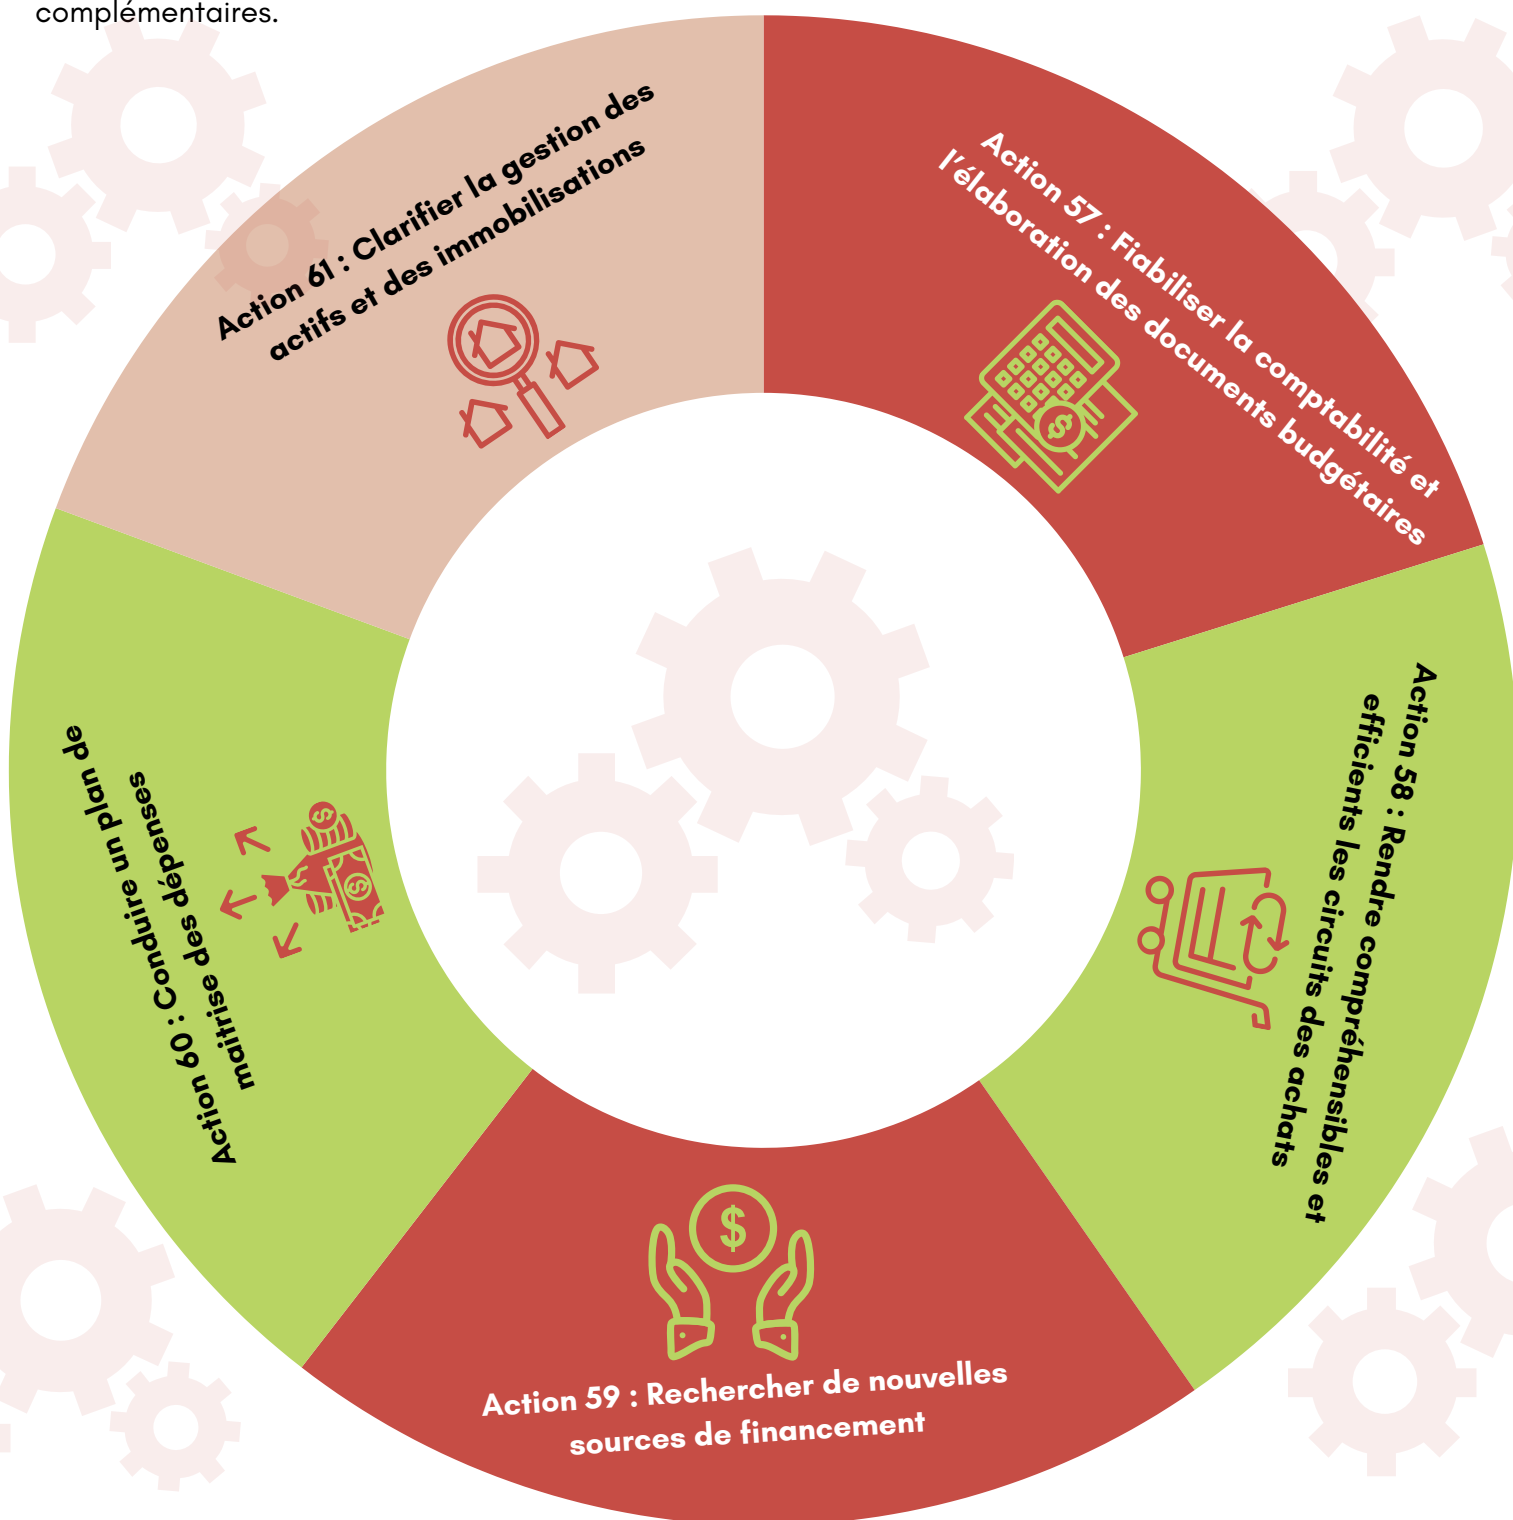 complémentaires.
Action 57 : Fiabiliser la comptabilité et
l'élaboration des documents budgétaires
Action 58 : Rendre compréhensibles et
efficients les circuits des achats
Action 59 : Rechercher de nouvelles
sources de financement
Action 60 : Conduire un plan de
maitrise des dépenses
Action 61 : Clarifier la gestion des
actifs et des immobilisations